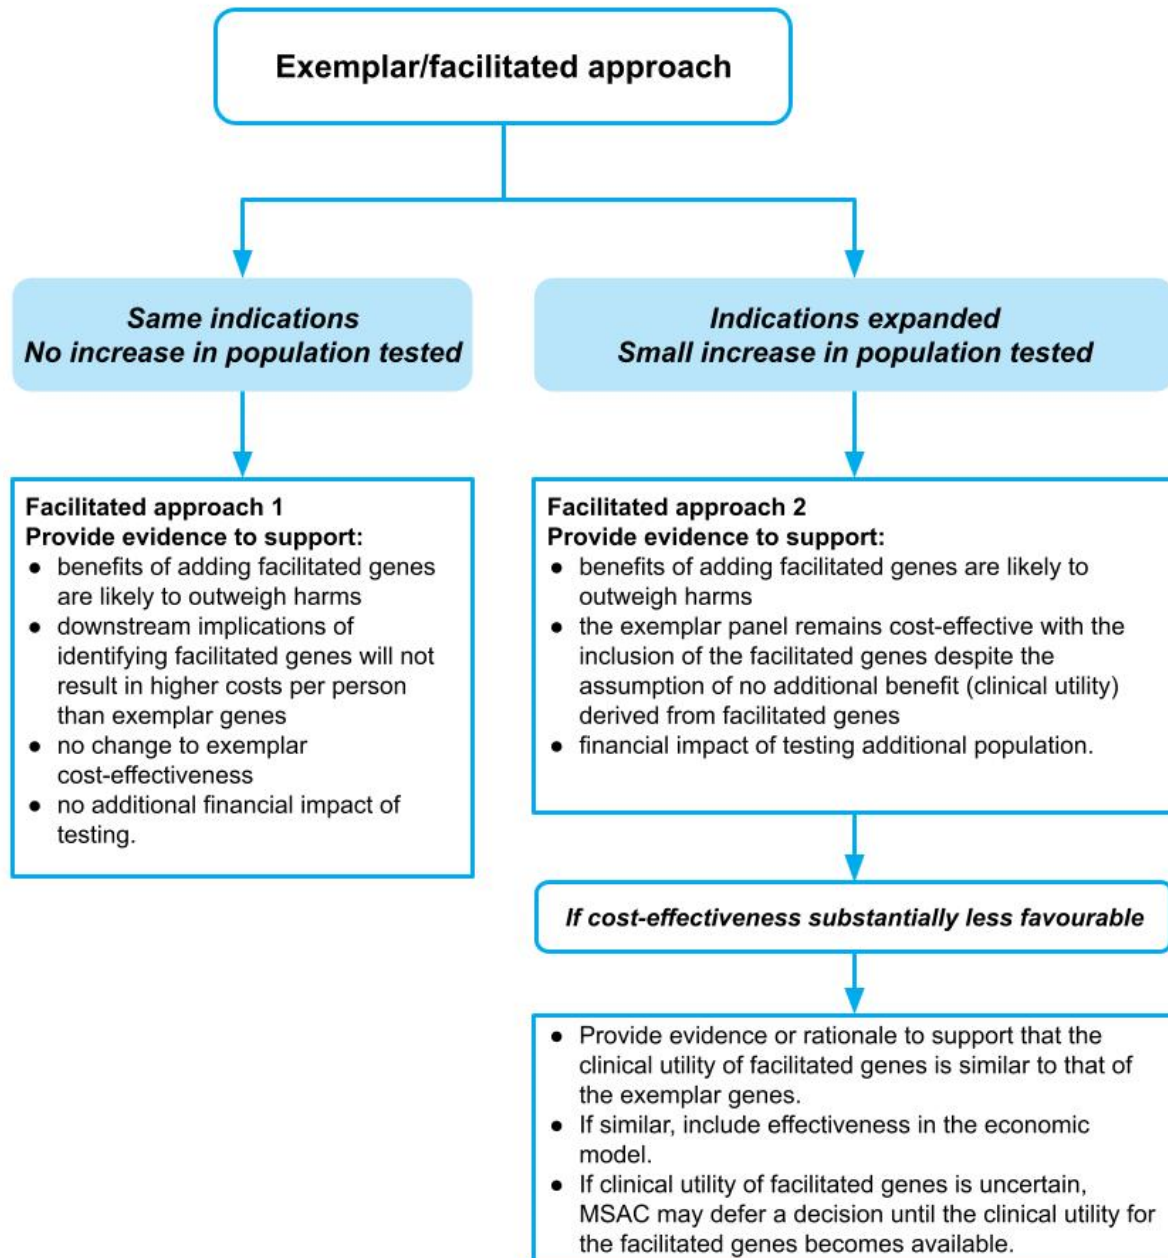 Exemplar/facilitated approach
Same indications
No increase in population tested
Indications expanded
Small increase in population tested
Facilitated approach 1
Provide evidence to support:
● benefits of adding facilitated genes
are likely to outweigh harms
● downstream implications of
identifying facilitated genes will not
result in higher costs per person
than exemplar genes
● no change to exemplar
cost-effectiveness
● no additional financial impact of
testing.
Facilitated approach 2
Provide evidence to support:
● benefits of adding facilitated genes are likely to
outweigh harms
● the exemplar panel remains cost-effective with the
inclusion of the facilitated genes despite the
assumption of no additional benefit (clinical utility)
derived from facilitated genes
● financial impact of testing additional population.
If cost-effectiveness substantially less favourable
● Provide evidence or rationale to support that the
clinical utility of facilitated genes is similar to that of
the exemplar genes.
● If similar, include effectiveness in the economic
model.
● If clinical utility of facilitated genes is uncertain,
MSAC may defer a decision until the clinical utility for
the facilitated genes becomes available.